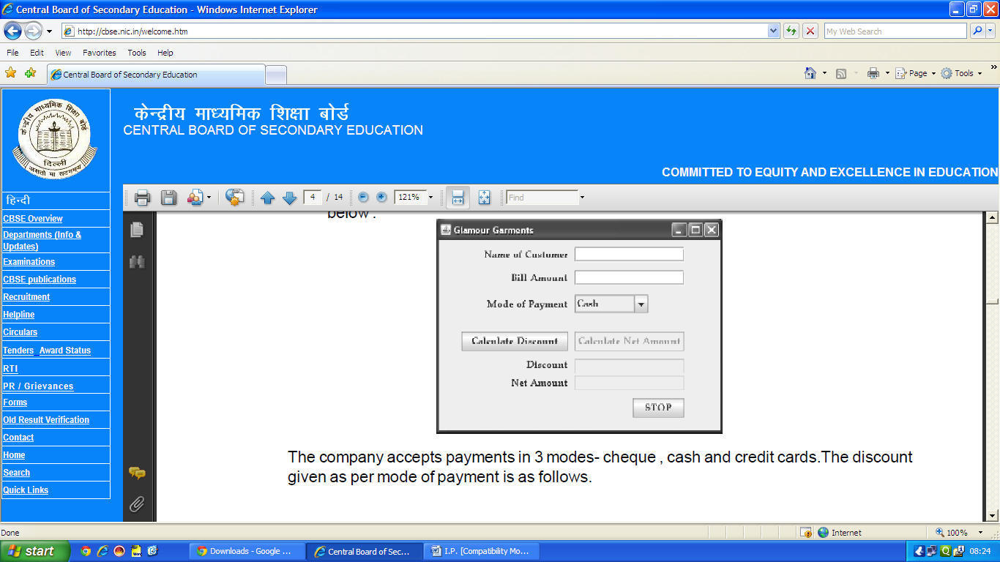 Central Board of Secondary Education - Windows Internet Explorer
http://cbse.nic.in/welcome.htm
My Web Search
File Edit View Favorites Tools Help
Central Board of Secondary Education
Page Tools
केन्द्रीय माध्यमिक शिक्षा बोर्ड
दिल्ली
असतो मा सद्गमय
केन्द्रीय माध्यमिक शिक्षा बोर्ड
CENTRAL BOARD OF SECONDARY EDUCATION
COMMITTED TO EQUITY AND EXCELLENCE IN EDUCATION
हिन्दी
CBSE Overview
Departments (Info &
Updates)
Examinations
CBSE publications
Recruitment
Helpline
Circulars
Tenders Award Status
RTI
PR / Grievances
Forms
Old Result Verification
Contact
Home
Search
Quick Links
4 / 14 121% Find
below .
Glamour Garments
Name of Custumer
Bill Amount
Mode of Payment Cash
Calculate Discount Calculate Net Amount
Discount
Net Amount
STOP
The company accepts payments in 3 modes- cheque , cash and credit cards.The discount
given as per mode of payment is as follows.
Done Internet 100%
start Downloads - Google ... Central Board of Sec... I.P. [Compatibility Mo... 08:24